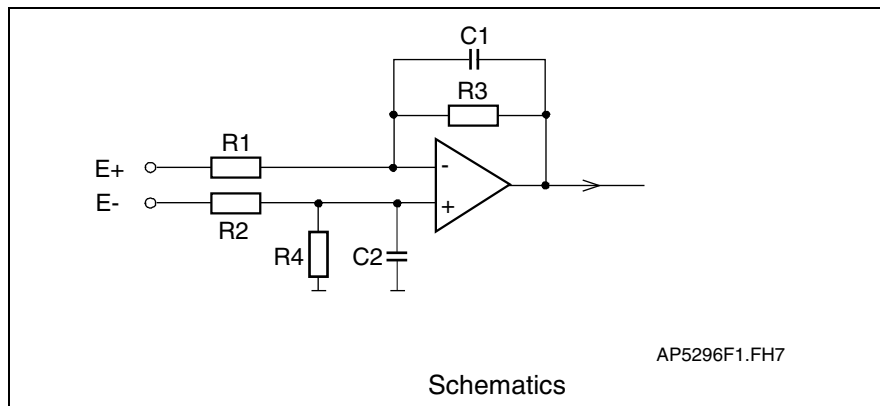 C1
R3
R1
E+
-
E-
+
R2
R4
C2
AP5296F1.FH7
Schematics